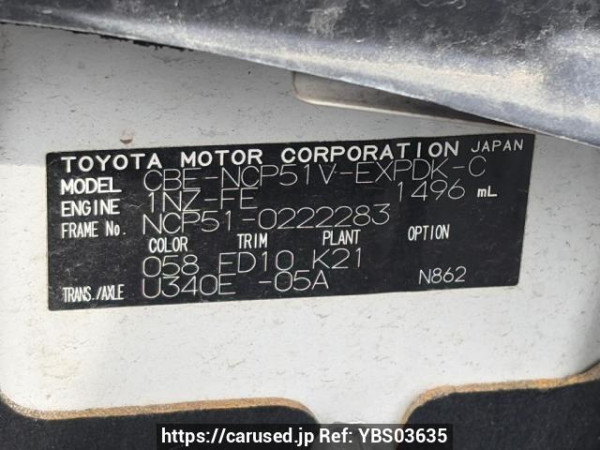 TOYOTA MOTOR CORPORATION JAPAN
MODEL CBE-NCP51V-EXPDK-C
ENGINE 1NZ-FE 1496 mL
FRAME No. NCP51-0222283
COLOR TRIM PLANT OPTION
058 FD10 K21
TRANS./AXLE U340E -05A N862
https://carused.jp Ref: YBS03635